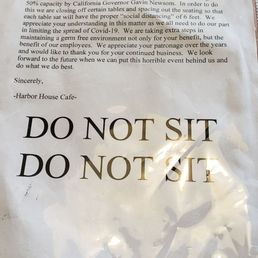 50% capacity by California Governor Gavin Newsom. In order to do
this we are closing off certain tables and spacing out the seating so that
each table sat will have the proper "social distancing" of 6 feet. We
appreciate your understanding in this matter as we all need to do our part
in limiting the spread of Covid-19. We are taking extra steps in
maintaining a germ free environment not only for your benefit, but the
benefit of our employees. We appreciate your patronage over the years
and would like to thank you for your continued business. We look
forward to the future when we can put this horrible event behind us and
do what we do best.
Sincerely,
-Harbor House Cafe-
DO NOT SIT
DO NOT SIT